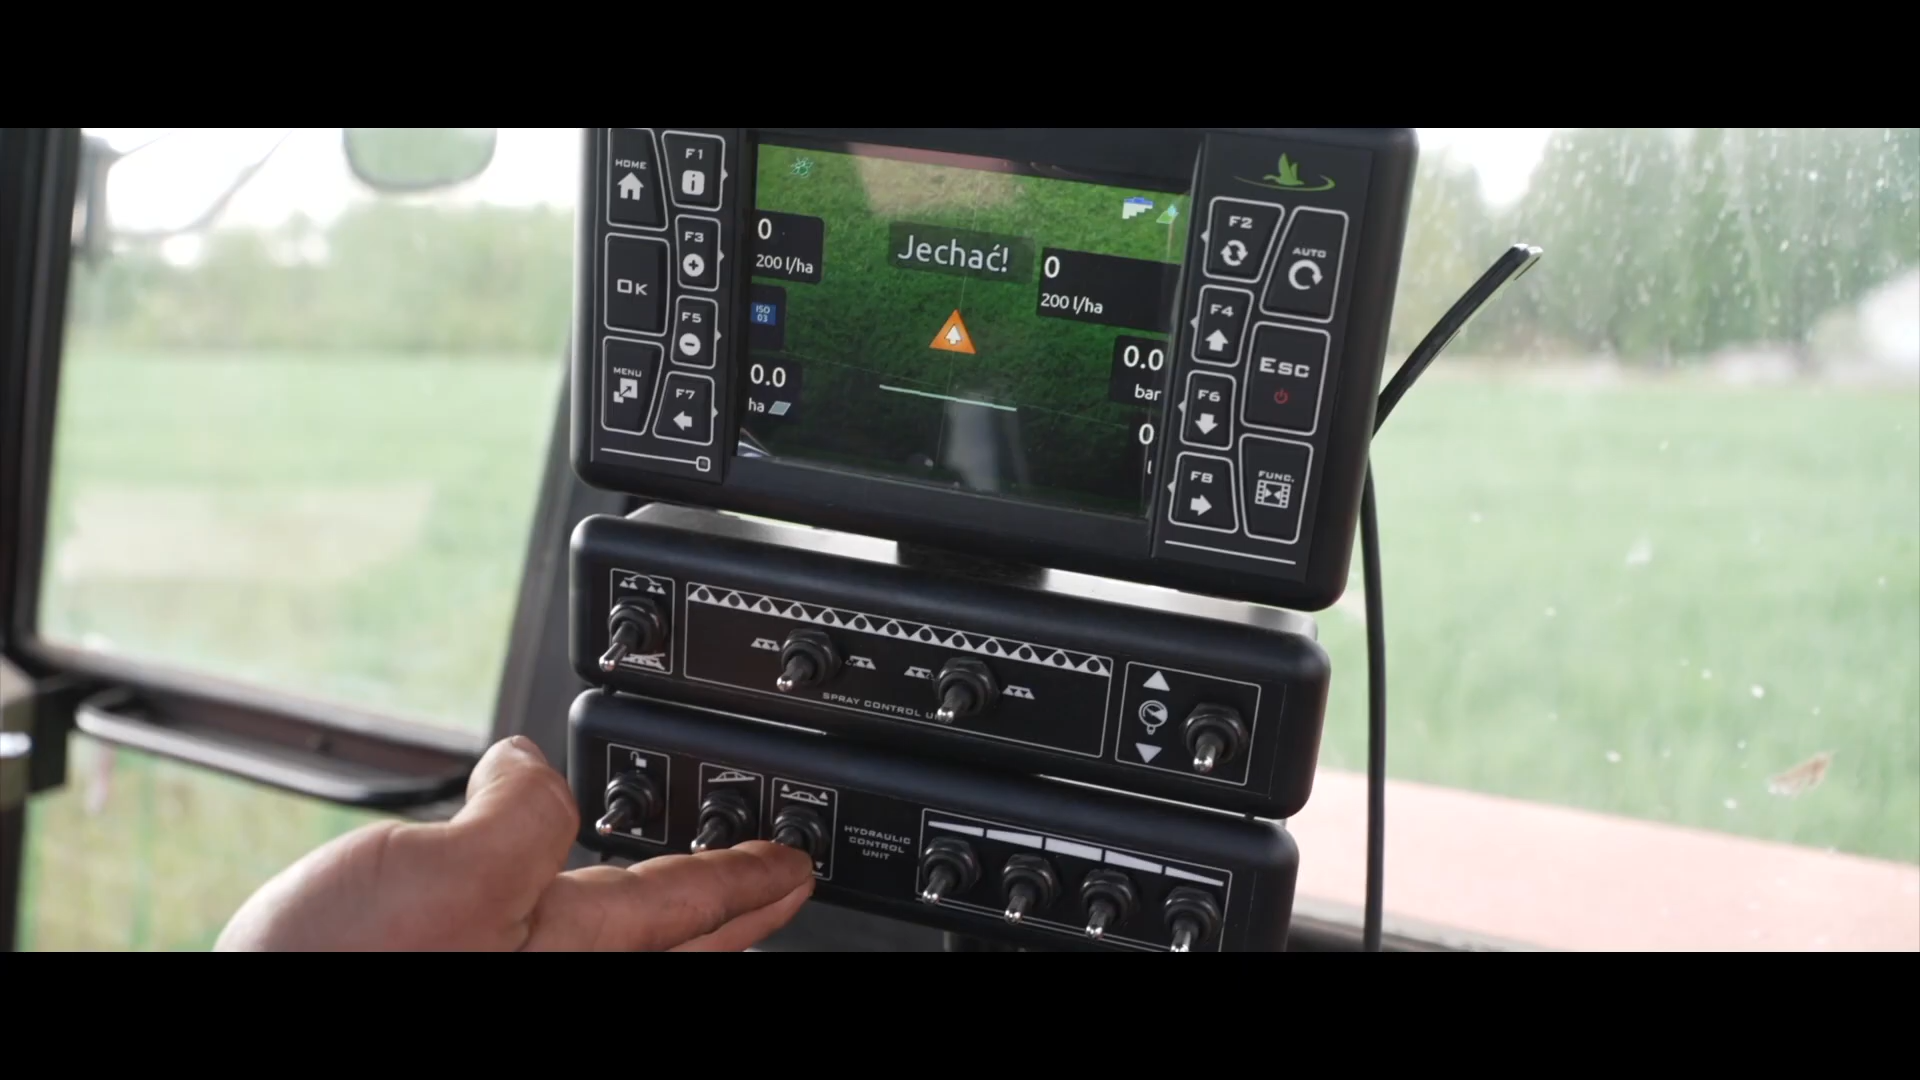 HOME
F1
F3
OK
F5
MENU
F7
0
200 l/ha
ISO
03
0.0
ha
Jechać!
0
200 l/ha
0.0
bar
0
l
F2
AUTO
F4
ESC
F6
F8
FUNC.
SPRAY CONTROL
HYDRAULIC
CONTROL
UNIT